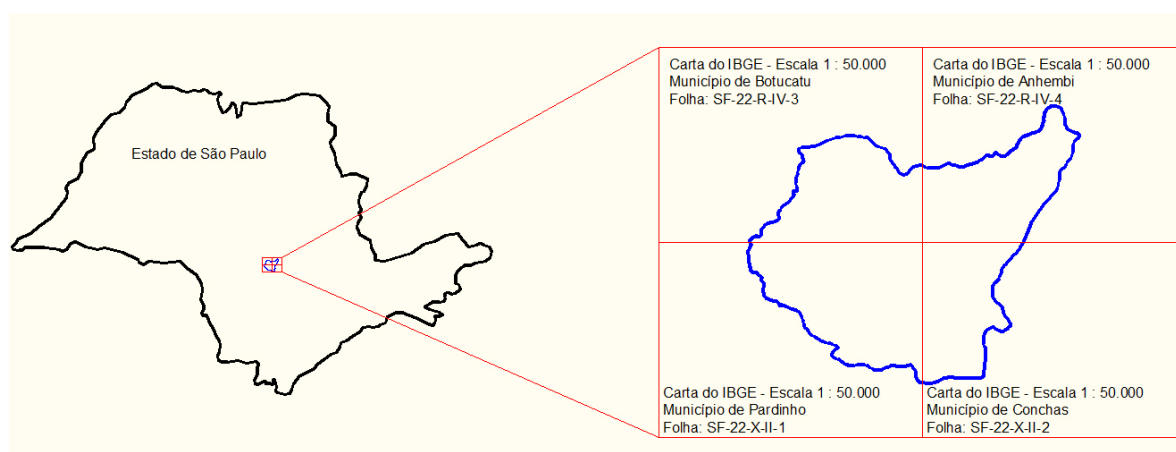 Estado de São Paulo
Carta do IBGE - Escala 1 : 50.000
Município de Botucatu
Folha: SF-22-R-IV-3
Carta do IBGE - Escala 1 : 50.000
Município de Anhembi
Folha: SF-22-R-IV-4
Carta do IBGE - Escala 1 : 50.000
Município de Pardinho
Folha: SF-22-X-II-1
Carta do IBGE - Escala 1 : 50.000
Município de Conchas
Folha: SF-22-X-II-2